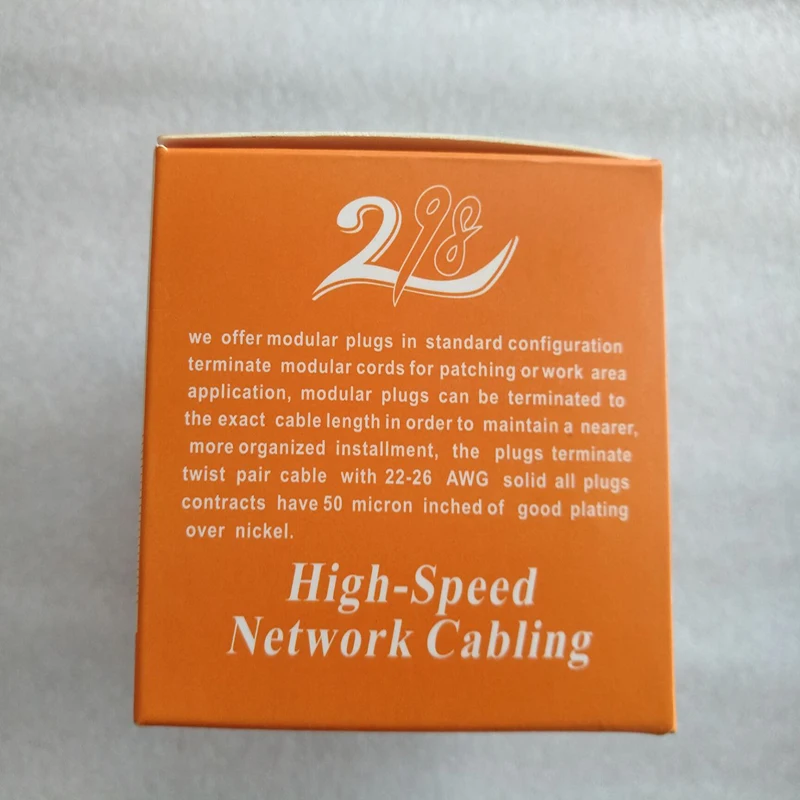 298
we offer modular plugs in standard configuration
terminate modular cords for patching or work area
application, modular plugs can be terminated to
the exact cable length in order to maintain a nearer,
more organized installment, the plugs terminate
twist pair cable with 22-26 AWG solid all plugs
contracts have 50 micron inched of good plating
over nickel.
High-Speed
Network Cabling